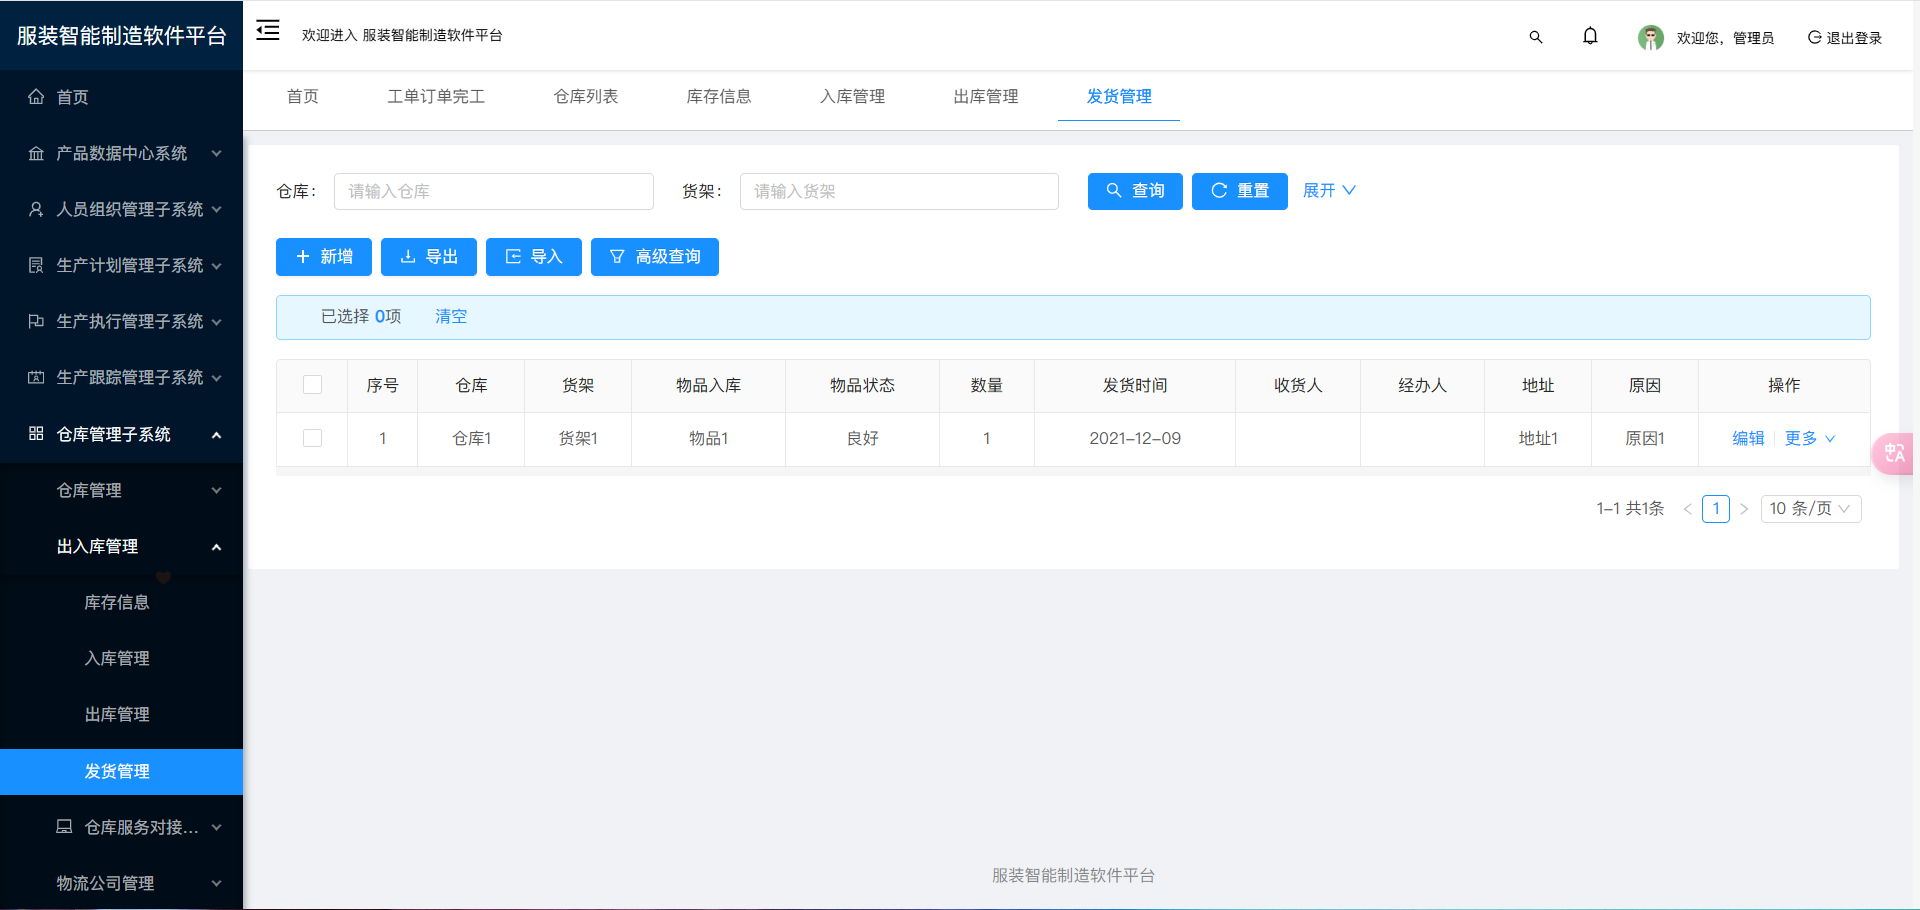 服装智能制造软件平台
欢迎进入 服装智能制造软件平台
欢迎您，管理员
退出登录
首页
产品数据中心系统
人员组织管理子系统
生产计划管理子系统
生产执行管理子系统
生产跟踪管理子系统
仓库管理子系统
仓库管理
出入库管理
库存信息
入库管理
出库管理
发货管理
仓库服务对接...
物流公司管理
首页 工单订单完工 仓库列表 库存信息 入库管理 出库管理 发货管理
仓库： 请输入仓库 货架： 请输入货架 查询 重置 展开
新增 导出 导入 高级查询
已选择 0项 清空
序号 仓库 货架 物品入库 物品状态 数量 发货时间 收货人 经办人 地址 原因 操作
1 仓库1 货架1 物品1 良好 1 2021-12-09 地址1 原因1 编辑 更多
中A
1-1 共1条 < 1 > 10 条/页
服装智能制造软件平台